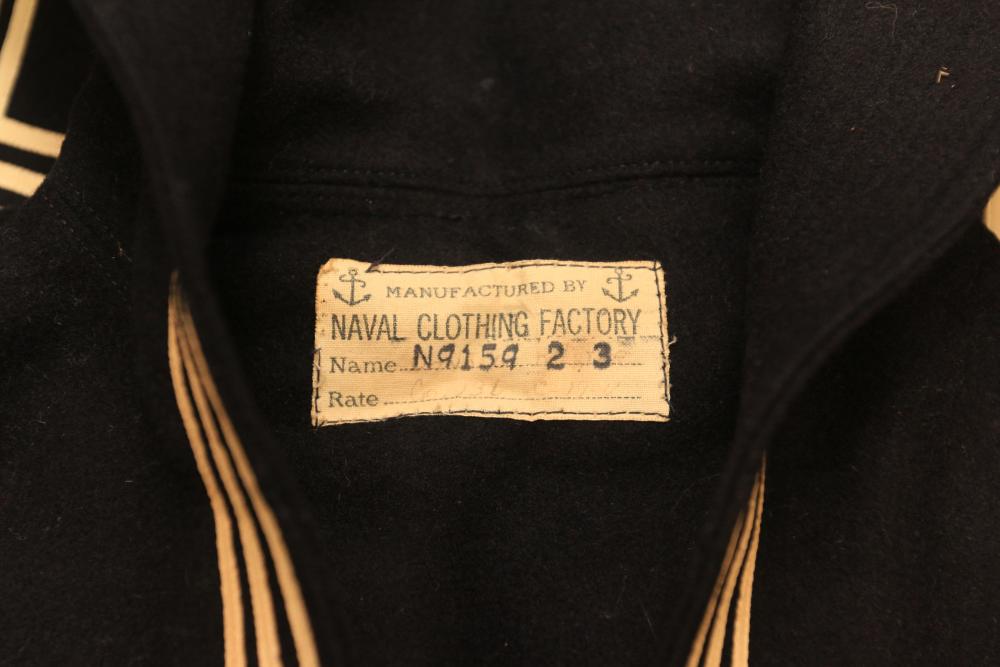 MANUFACTURED BY
NAVAL CLOTHING FACTORY
Name N9159 2 3
Rate